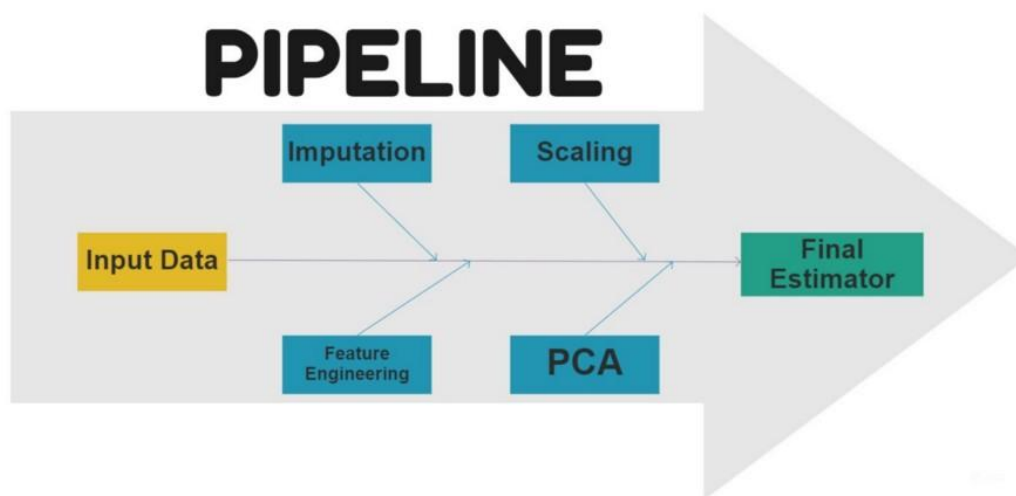 PIPELINE
Imputation
Scaling
Input Data
Final
Estimator
Feature
Engineering
PCA